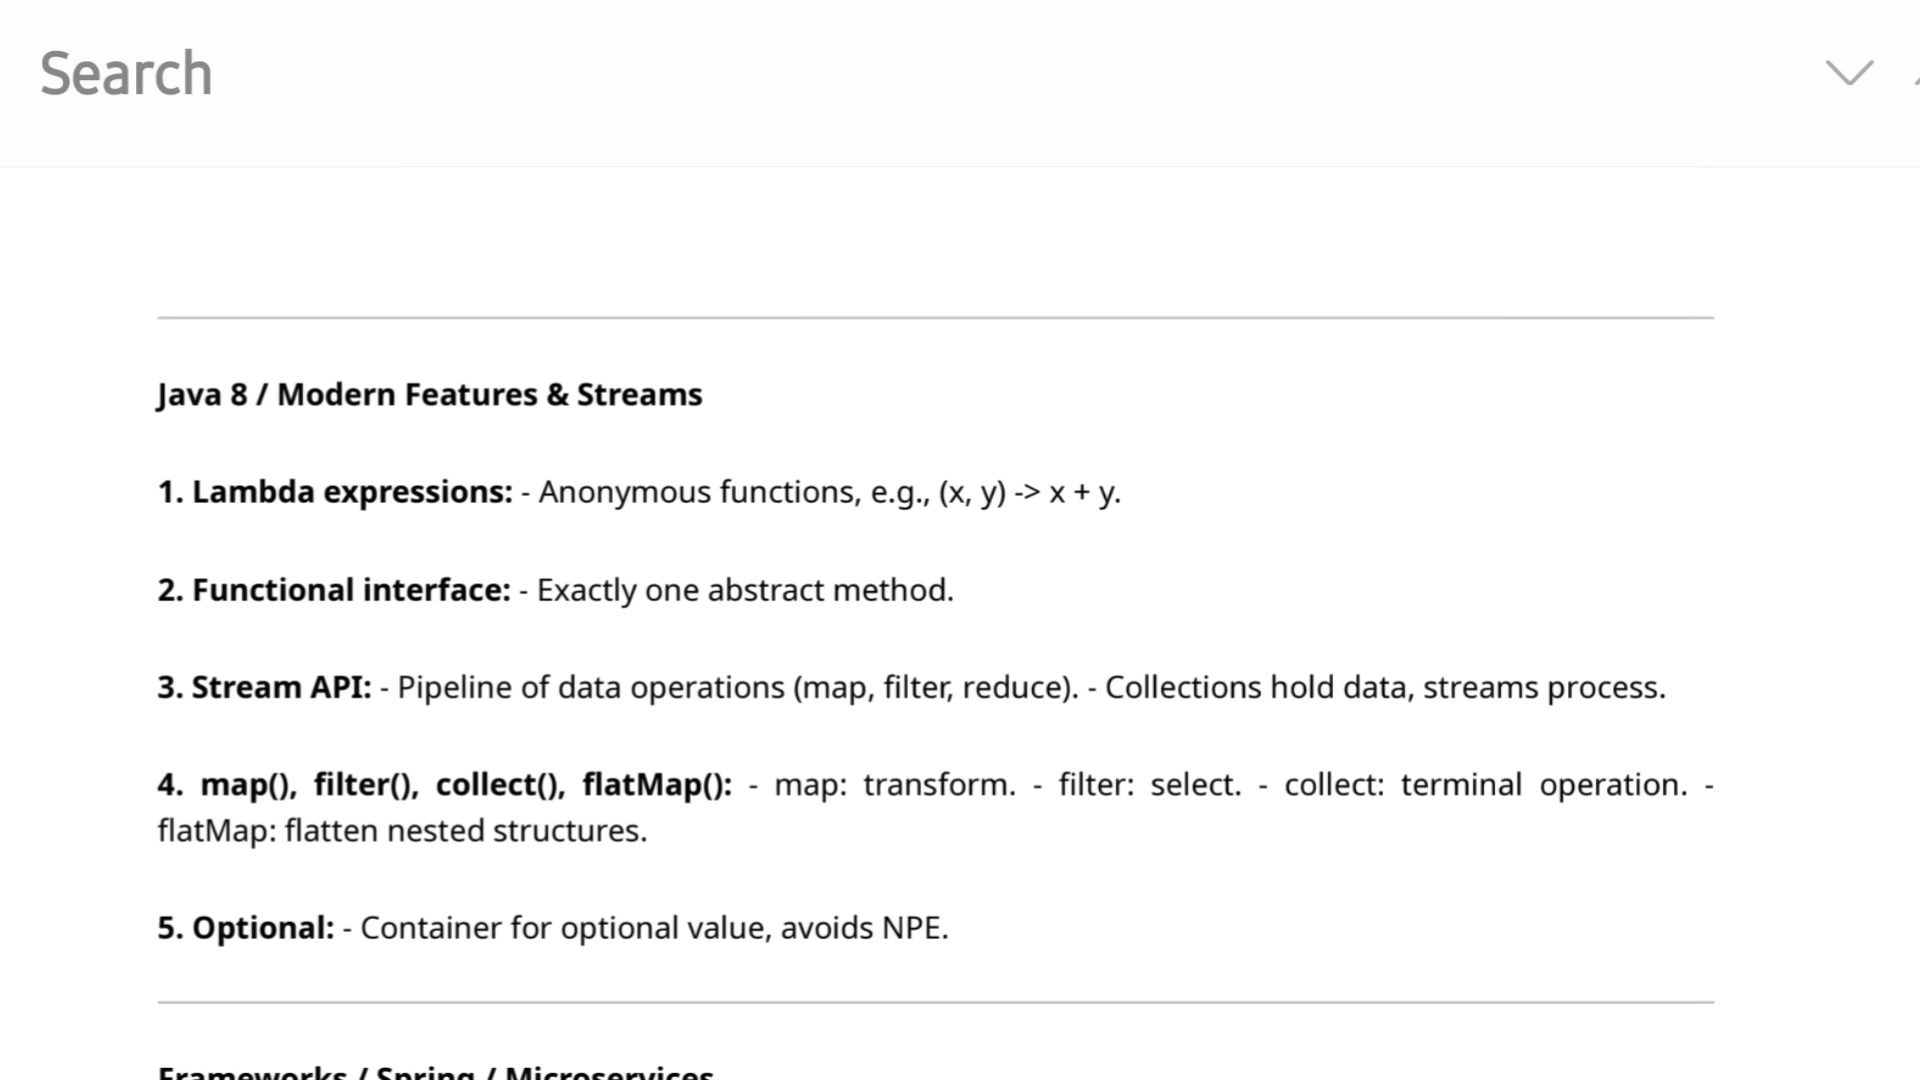 Search
Java 8 / Modern Features & Streams
1. Lambda expressions: - Anonymous functions, e.g., (x, y) -> x + y.
2. Functional interface: - Exactly one abstract method.
3. Stream API: - Pipeline of data operations (map, filter, reduce). - Collections hold data, streams process.
4. map(), filter(), collect(), flatMap(): - map: transform. - filter: select. - collect: terminal operation. -
flatMap: flatten nested structures.
5. Optional: - Container for optional value, avoids NPE.
Frameworks / Spring / Microservices